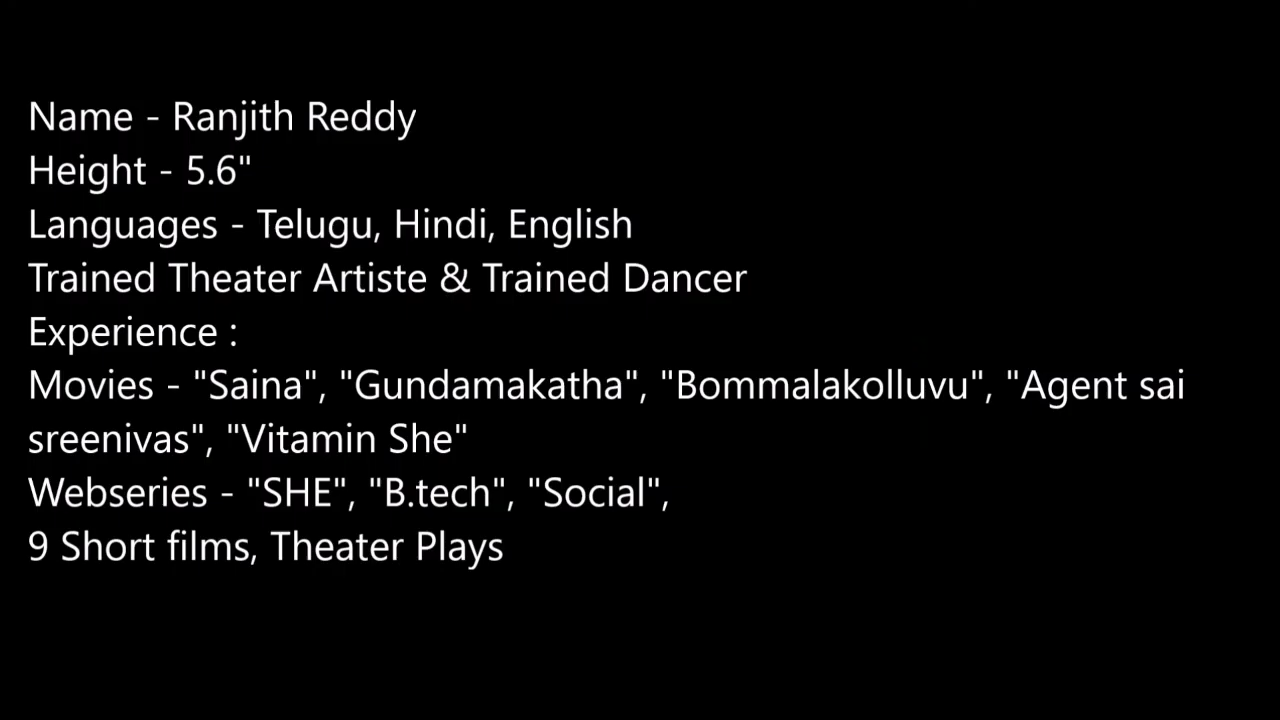 Name - Ranjith Reddy
Height - 5.6"
Languages - Telugu, Hindi, English
Trained Theater Artiste & Trained Dancer
Experience :
Movies - "Saina", "Gundamakatha", "Bommalakolluvu", "Agent sai
sreenivas", "Vitamin She"
Webseries - "SHE", "B.tech", "Social",
9 Short films, Theater Plays